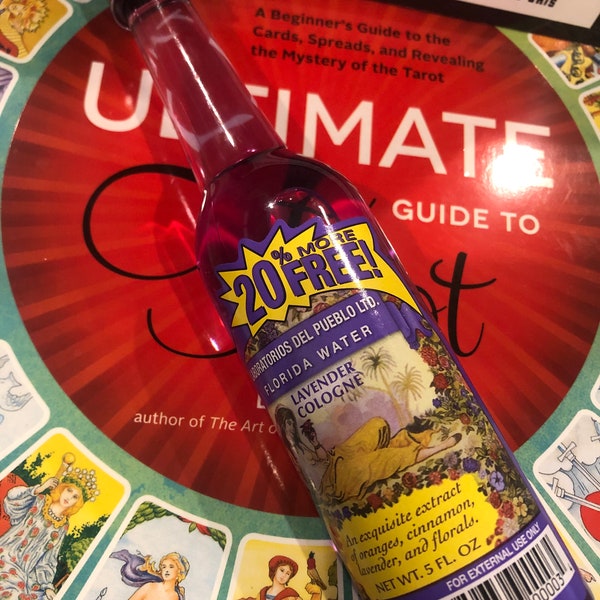 A Beginner's Guide to the
Cards, Spreads, and Revealing
the Mystery of the Tarot
ULTIMATE
GUIDE TO
author of The Art of
20% MORE
FREE!
ORATORIOS DEL PUEBLO LTD.
FLORIDA WATER
LAVENDER
COLOGNE
An exquisite extract
of oranges, cinnamon,
lavender, and florals.
NET WT. 5 FL. OZ
FOR EXTERNAL USE ONLY